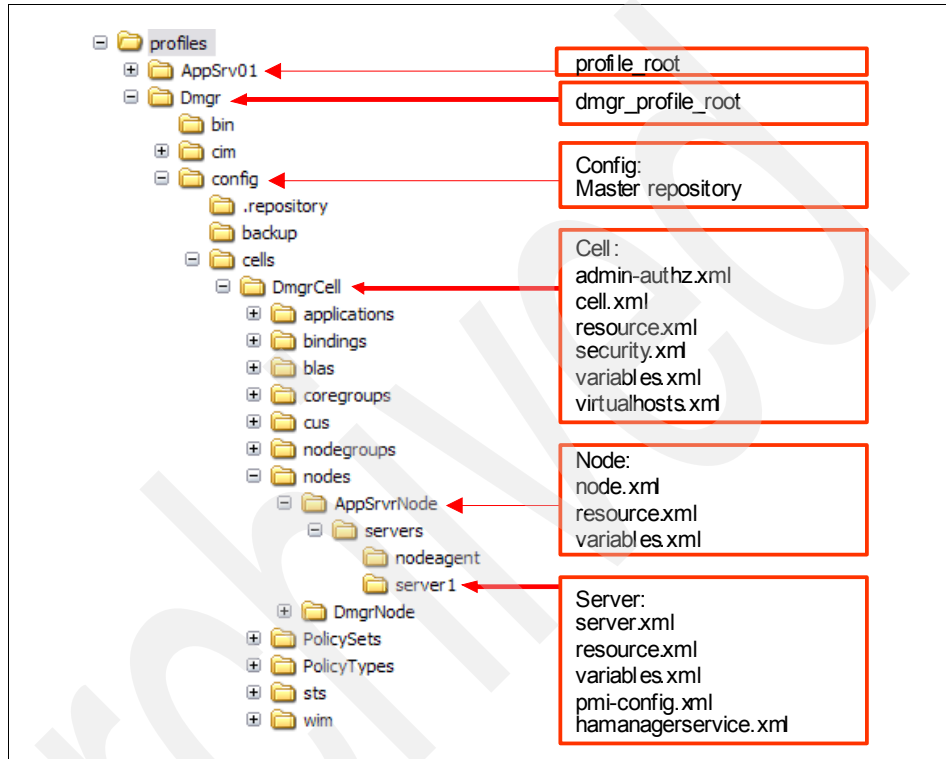 profiles
AppSrv01
profile_root
Dmgr
dmgr_profile_root
bin
cim
config
Config:
Master repository
.repository
backup
cells
DmgrCell
Cell:
admin-authz.xml
cell.xml
resource.xml
security.xml
variables.xml
virtualhosts.xml
applications
bindings
blas
coregroups
cus
nodegroups
nodes
AppSrvrNode
Node:
node.xml
resource.xml
variables.xml
servers
nodeagent
server1
Server:
server.xml
resource.xml
variables.xml
pmi-config.xml
hamanagerservice.xml
DmgrNode
PolicySets
PolicyTypes
sts
wim
rchived